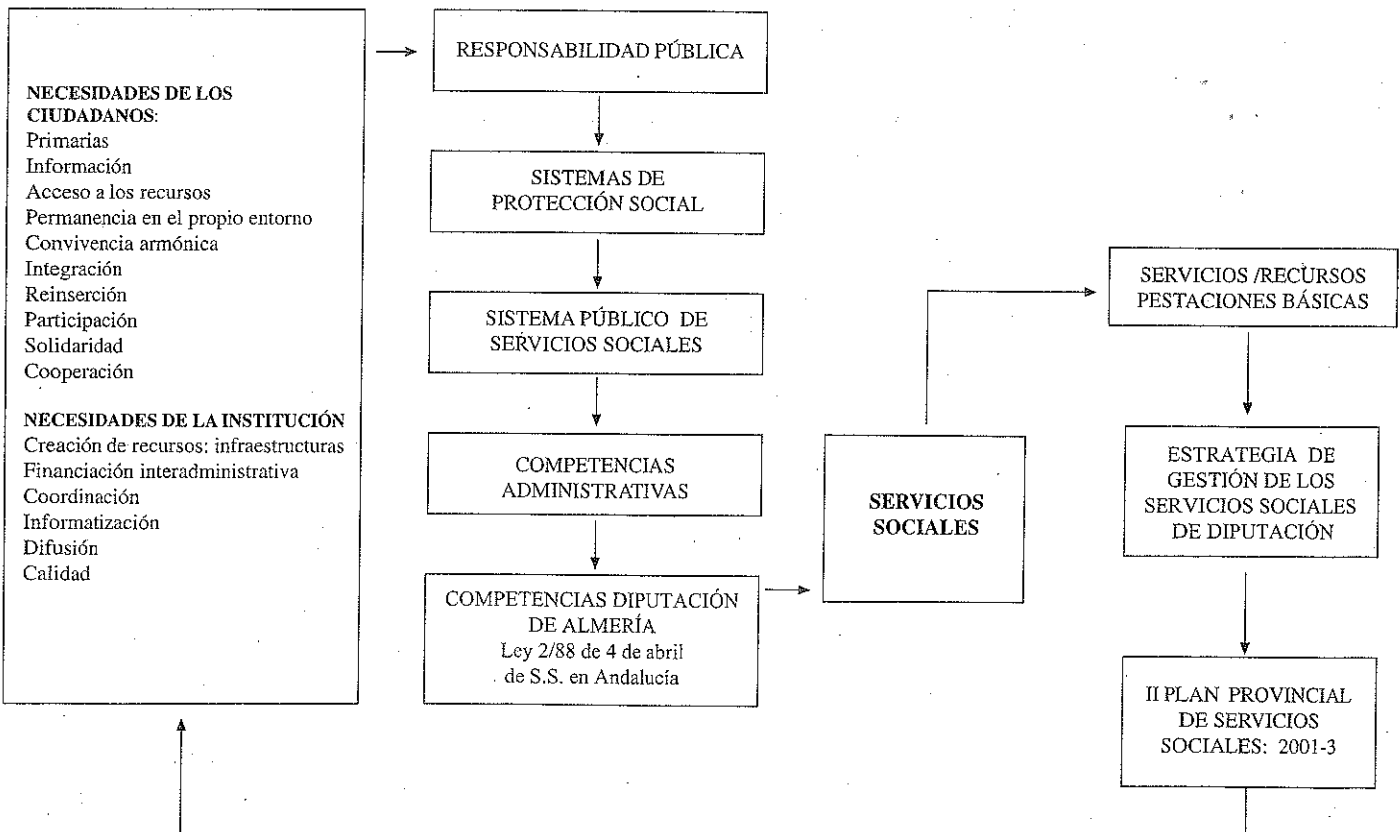 NECESIDADES DE LOS
CIUDADANOS:
Primarias
Información
Acceso a los recursos
Permanencia en el propio entorno
Convivencia armónica
Integración
Reinserción
Participación
Solidaridad
Cooperación
NECESIDADES DE LA INSTITUCIÓN
Creación de recursos: infraestructuras
Financiación interadministrativa
Coordinación
Informatización
Difusión
Calidad
RESPONSABILIDAD PÚBLICA
SISTEMAS DE
PROTECCIÓN SOCIAL
SISTEMA PÚBLICO DE
SERVICIOS SOCIALES
COMPETENCIAS
ADMINISTRATIVAS
COMPETENCIAS DIPUTACIÓN
DE ALMERÍA
Ley 2/88 de 4 de abril
de S.S. en Andalucía
SERVICIOS
SOCIALES
SERVICIOS /RECURSOS
PESTACIONES BÁSICAS
ESTRATEGIA DE
GESTIÓN DE LOS
SERVICIOS SOCIALES
DE DIPUTACIÓN
II PLAN PROVINCIAL
DE SERVICIOS
SOCIALES: 2001-3